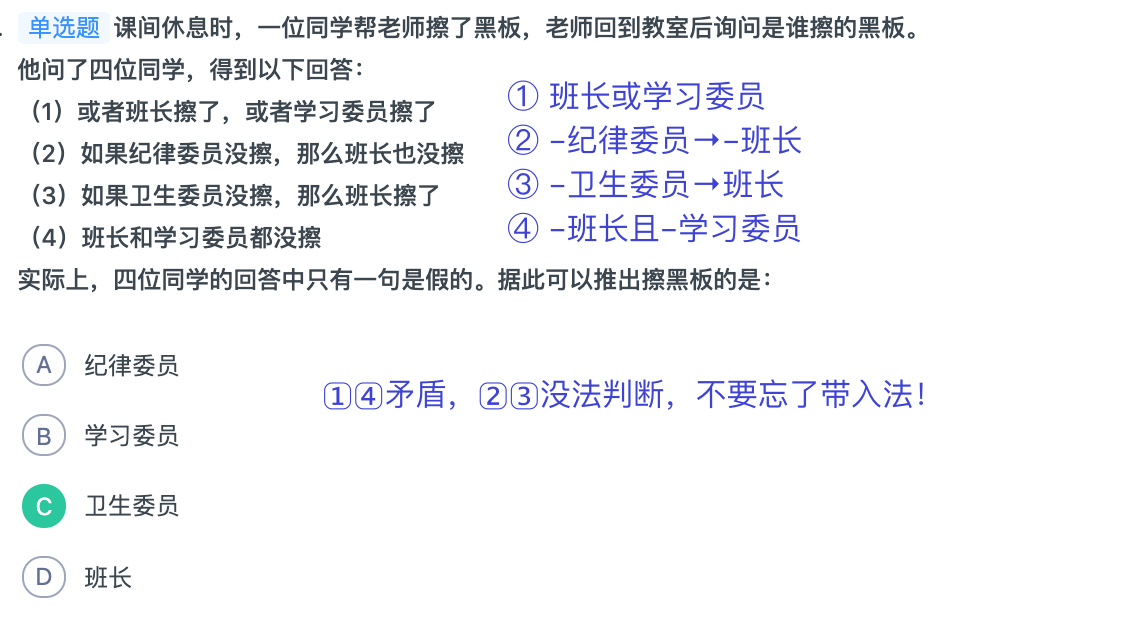 单选题 课间休息时，一位同学帮老师擦了黑板，老师回到教室后询问是谁擦的黑板。
他问了四位同学，得到以下回答：
（1）或者班长擦了，或者学习委员擦了
（2）如果纪律委员没擦，那么班长也没擦
（3）如果卫生委员没擦，那么班长擦了
（4）班长和学习委员都没擦
① 班长或学习委员
② –纪律委员→–班长
③ –卫生委员→班长
④ –班长且–学习委员
实际上，四位同学的回答中只有一句是假的。据此可以推出擦黑板的是：
A 纪律委员
①④矛盾，②③没法判断，不要忘了带入法！
B 学习委员
C 卫生委员
D 班长